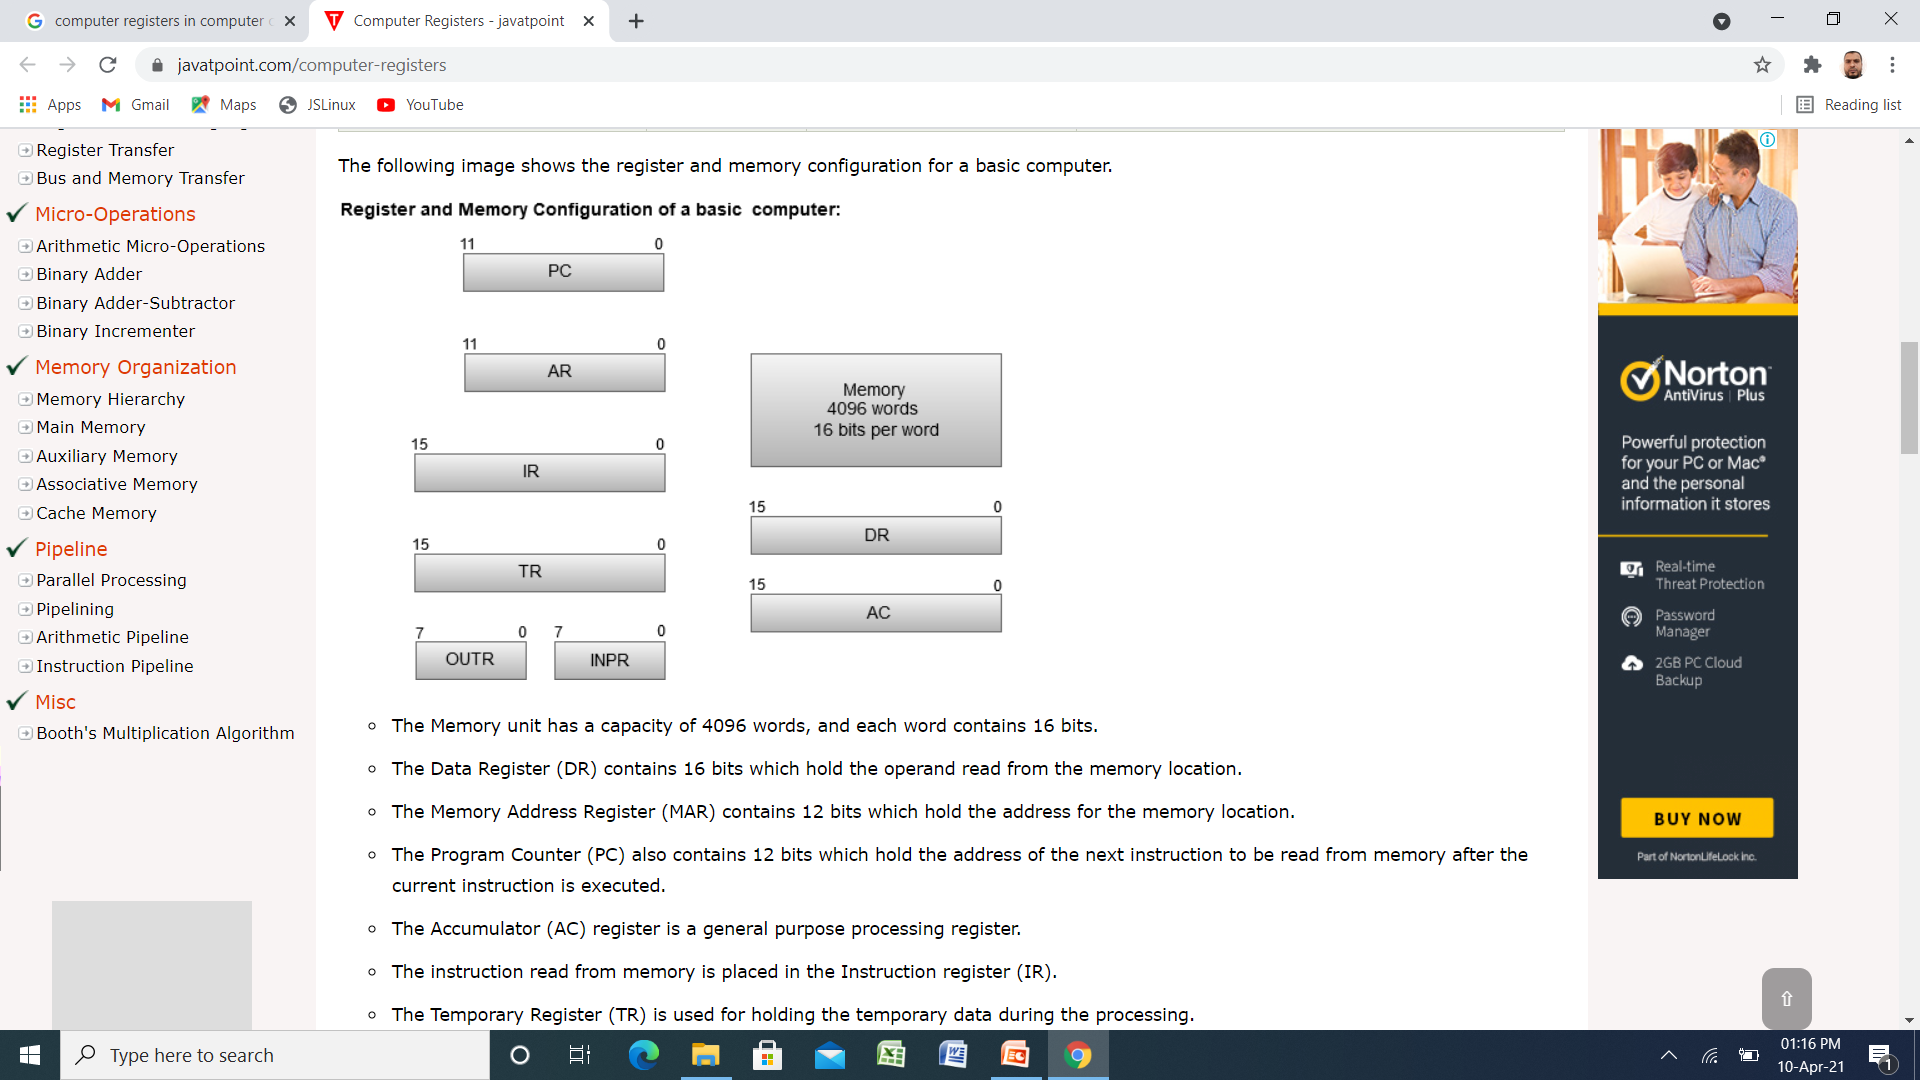 computer registers in computer
Computer Registers - javatpoint
javatpoint.com/computer-registers
Apps
Gmail
Maps
JSLinux
YouTube
Reading list
Register Transfer
Bus and Memory Transfer
Micro-Operations
Arithmetic Micro-Operations
Binary Adder
Binary Adder-Subtractor
Binary Incrementer
Memory Organization
Memory Hierarchy
Main Memory
Auxiliary Memory
Associative Memory
Cache Memory
Pipeline
Parallel Processing
Pipelining
Arithmetic Pipeline
Instruction Pipeline
Misc
Booth's Multiplication Algorithm
The following image shows the register and memory configuration for a basic computer.
Register and Memory Configuration of a basic computer:
11 0
PC
11 0
AR
15 0
IR
15 0
TR
7 0
OUTR
7 0
INPR
Memory
4096 words
16 bits per word
15 0
DR
15 0
AC
The Memory unit has a capacity of 4096 words, and each word contains 16 bits.
The Data Register (DR) contains 16 bits which hold the operand read from the memory location.
The Memory Address Register (MAR) contains 12 bits which hold the address for the memory location.
The Program Counter (PC) also contains 12 bits which hold the address of the next instruction to be read from memory after the
current instruction is executed.
The Accumulator (AC) register is a general purpose processing register.
The instruction read from memory is placed in the Instruction register (IR).
The Temporary Register (TR) is used for holding the temporary data during the processing.
Norton
AntiVirus | Plus
Powerful protection
for your PC or Mac®
and the personal
information it stores
Real-time
Threat Protection
Password
Manager
2GB PC Cloud
Backup
BUY NOW
Part of NortonLifeLock Inc.
Type here to search
01:16 PM
10-Apr-21
1